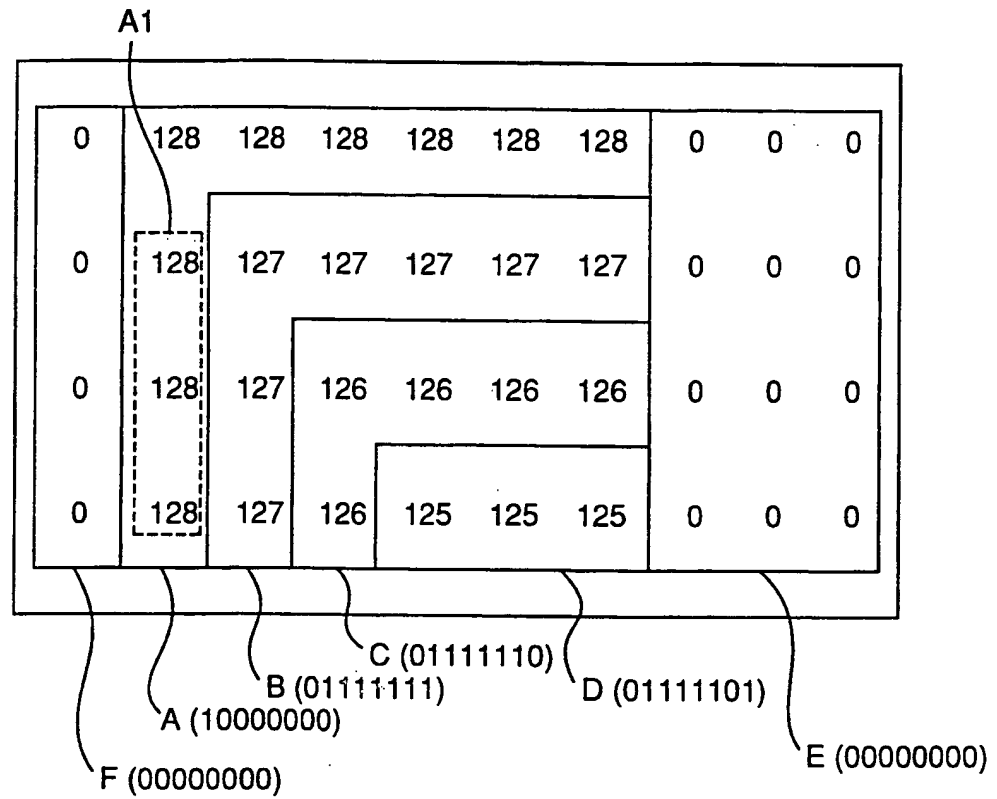 A1
0 128 128 128 128 128 128 0 0 0
0 128 127 127 127 127 127 0 0 0
0 128 127 126 126 126 126 0 0 0
0 128 127 126 125 125 125 0 0 0
C (01111110)
B (01111111)
D (01111101)
A (10000000)
E (00000000)
F (00000000)